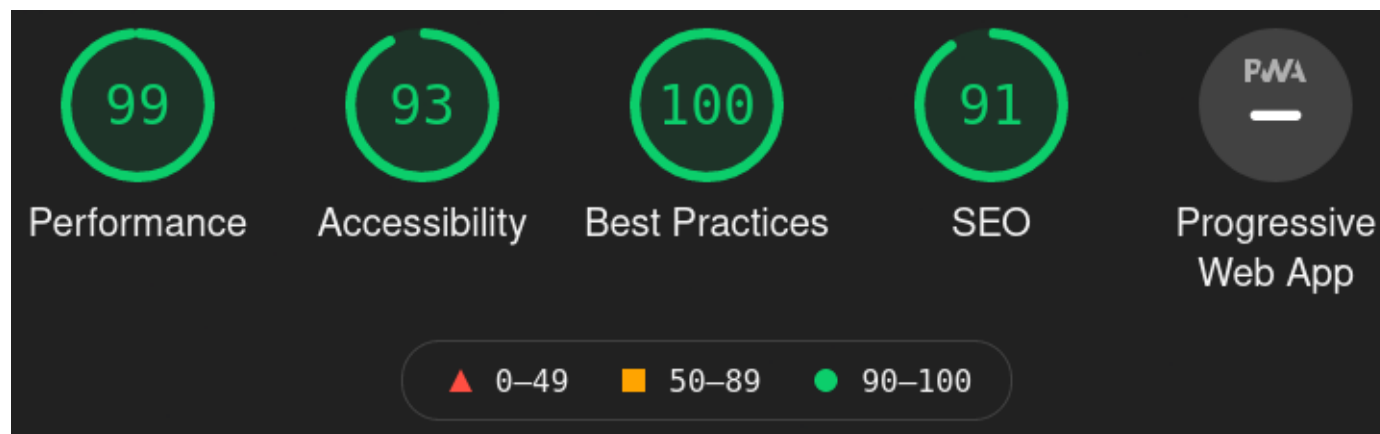 99
93
100
91
PWA
Performance
Accessibility
Best Practices
SEO
Progressive
Web App
0–49
50–89
90–100